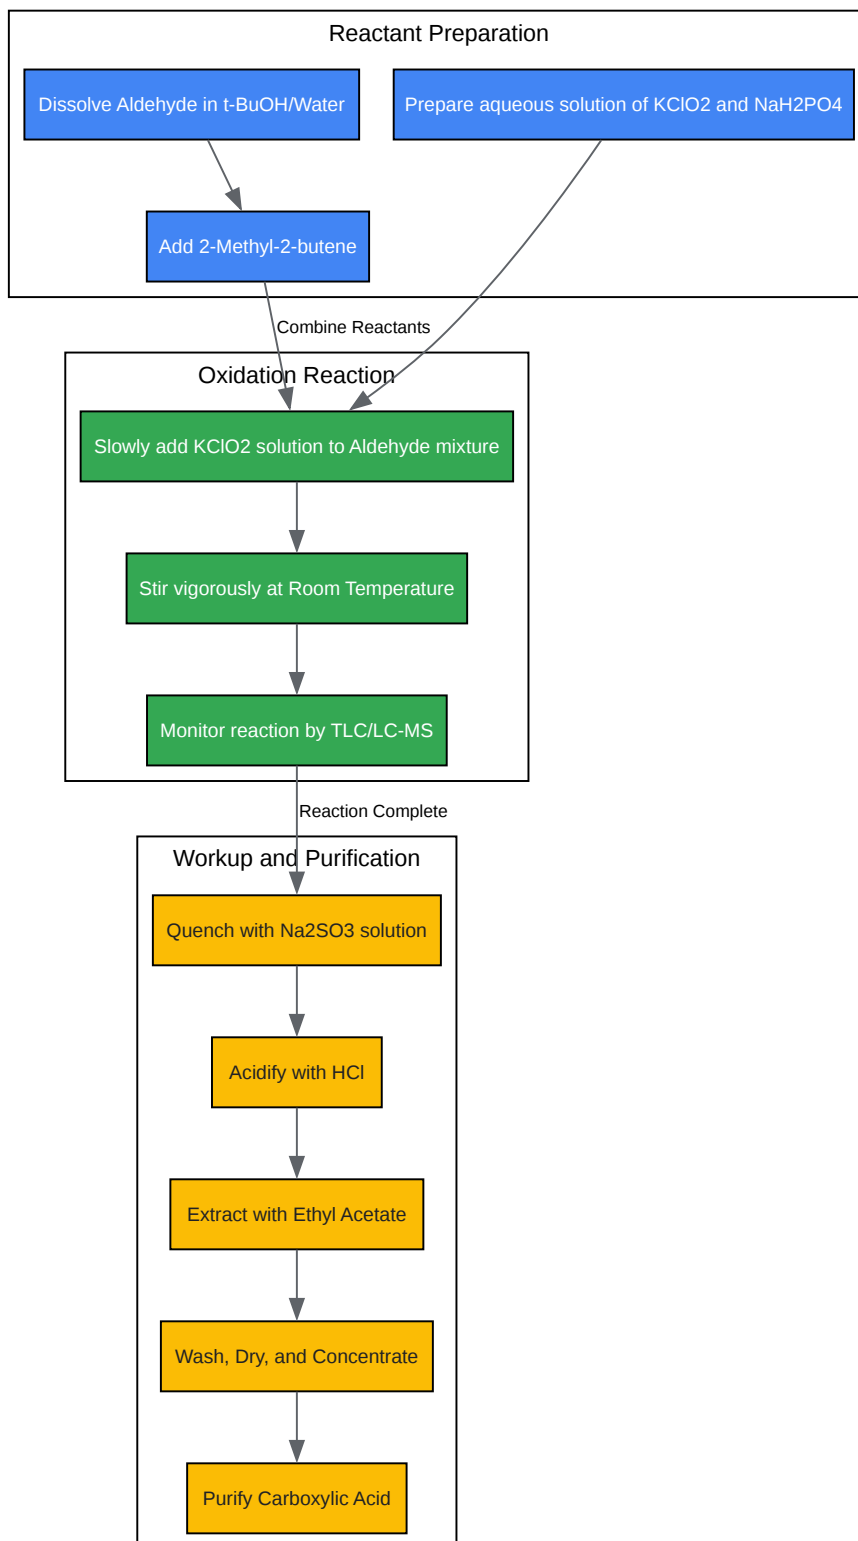 Reactant Preparation
Dissolve Aldehyde in t-BuOH/Water
Prepare aqueous solution of KClO2 and NaH2PO4
Add 2-Methyl-2-butene
Combine Reactants
Oxidation Reaction
Slowly add KClO2 solution to Aldehyde mixture
Stir vigorously at Room Temperature
Monitor reaction by TLC/LC-MS
Reaction Complete
Workup and Purification
Quench with Na2SO3 solution
Acidify with HCl
Extract with Ethyl Acetate
Wash, Dry, and Concentrate
Purify Carboxylic Acid